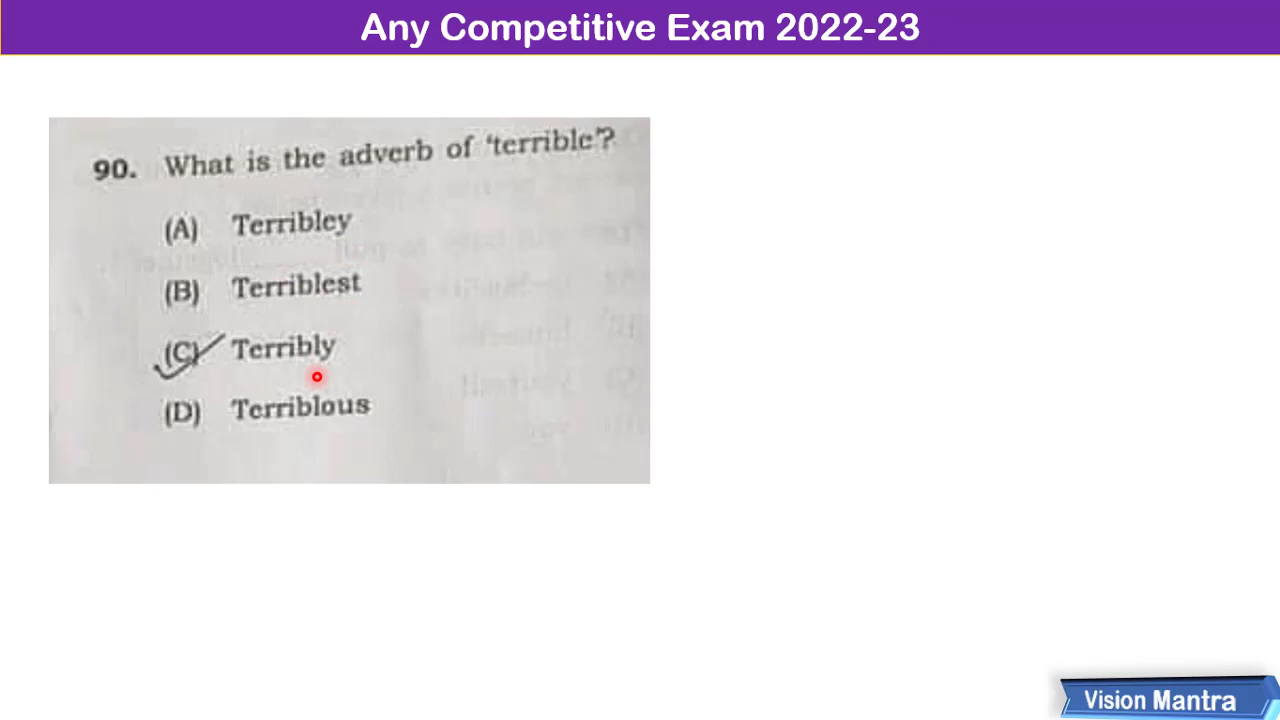 Any Competitive Exam 2022-23
90. What is the adverb of 'terrible'?
(A) Terribley
(B) Terriblest
(C) Terribly
(D) Terriblous
Vision Mantra